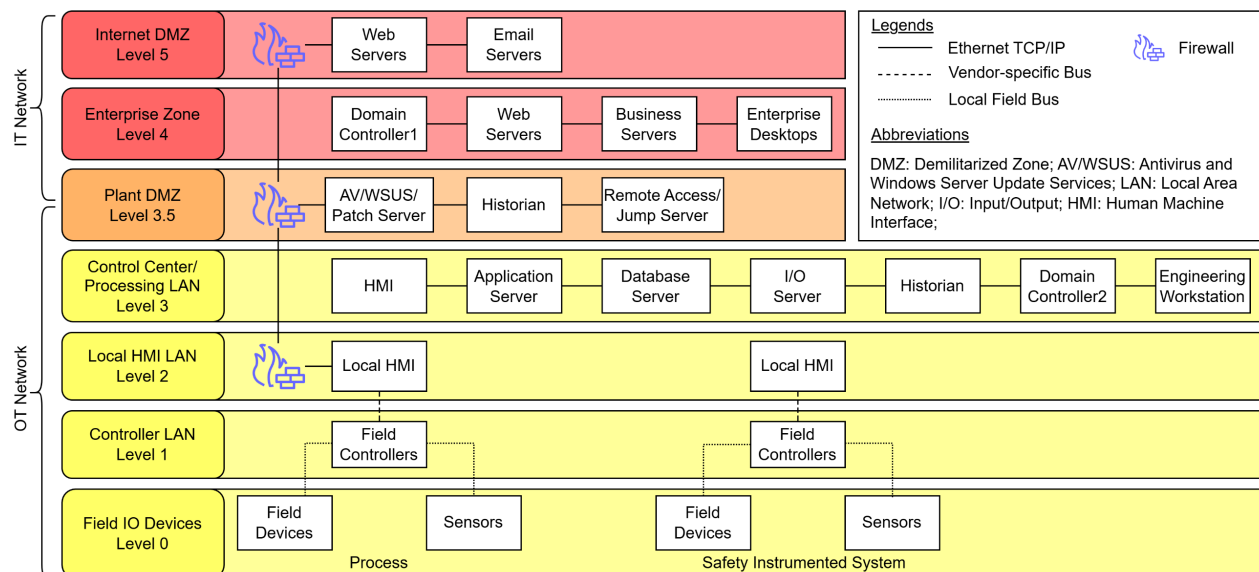 IT Network
OT Network
Internet DMZ
Level 5
Web
Servers
Email
Servers
Enterprise Zone
Level 4
Domain
Controller1
Web
Servers
Business
Servers
Enterprise
Desktops
Plant DMZ
Level 3.5
AV/WSUS/
Patch Server
Historian
Remote Access/
Jump Server
Control Center/
Processing LAN
Level 3
HMI
Application
Server
Database
Server
I/O
Server
Historian
Domain
Controller2
Engineering
Workstation
Local HMI LAN
Level 2
Local HMI
Local HMI
Controller LAN
Level 1
Field
Controllers
Field
Controllers
Field IO Devices
Level 0
Field
Devices
Sensors
Process
Field
Devices
Sensors
Safety Instrumented System
Legends
Ethernet TCP/IP
Vendor-specific Bus
Local Field Bus
Firewall
Abbreviations
DMZ: Demilitarized Zone; AV/WSUS: Antivirus and
Windows Server Update Services; LAN: Local Area
Network; I/O: Input/Output; HMI: Human Machine
Interface;